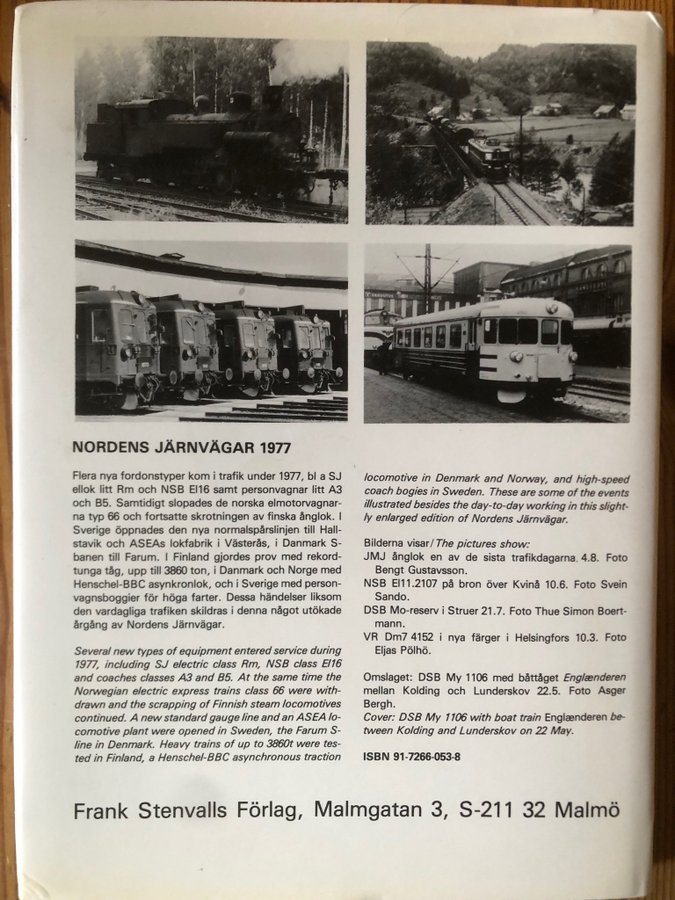 NORDENS JÄRNVÄGAR 1977
Flera nya fordonstyper kom i trafik under 1977, bl a SJ
ellok litt Rm och NSB El16 samt personvagnar litt A3
och B5. Samtidigt slopades de norska elmotorvagnar-
na typ 66 och fortsatte skrotningen av finska ånglok. I
Sverige öppnades den nya normalspårslinjen till Hall-
stavik och ASEAs lokfabrik i Västerås, i Danmark S-
banen till Farum. I Finland gjordes prov med rekord-
tunga tåg, upp till 3860 ton, i Danmark och Norge med
Henschel-BBC asynkronlok, och i Sverige med person-
vagnsboggier för höga farter. Dessa händelser liksom
den vardagliga trafiken skildras i denna något utökade
årgång av Nordens Järnvägar.
Several new types of equipment entered service during
1977, including SJ electric class Rm, NSB class El16
and coaches classes A3 and B5. At the same time the
Norwegian electric express trains class 66 were with-
drawn and the scrapping of Finnish steam locomotives
continued. A new standard gauge line and an ASEA lo-
comotive plant were opened in Sweden, the Farum S-
line in Denmark. Heavy trains of up to 3860t were tes-
ted in Finland, a Henschel-BBC asynchronous traction
locomotive in Denmark and Norway, and high-speed
coach bogies in Sweden. These are some of the events
illustrated besides the day-to-day working in this slight-
ly enlarged edition of Nordens Järnvägar.
Bilderna visar/The pictures show:
JMJ ånglok en av de sista trafikdagarna 4.8. Foto
Bengt Gustavsson.
NSB El11.2107 på bron över Kvinå 10.6. Foto Svein
Sando.
DSB Mo-reserv i Struer 21.7. Foto Thue Simon Boert-
mann.
VR Dm7 4152 i nya färger i Helsingfors 10.3. Foto
Eljas Pölhö.
Omslaget: DSB My 1106 med båttåget Englænderen
mellan Kolding och Lunderskov 22.5. Foto Asger
Bergh.
Cover: DSB My 1106 with boat train Englænderen be-
tween Kolding and Lunderskov on 22 May.
ISBN 91-7266-053-8
Frank Stenvalls Förlag, Malmgatan 3, S-211 32 Malmö